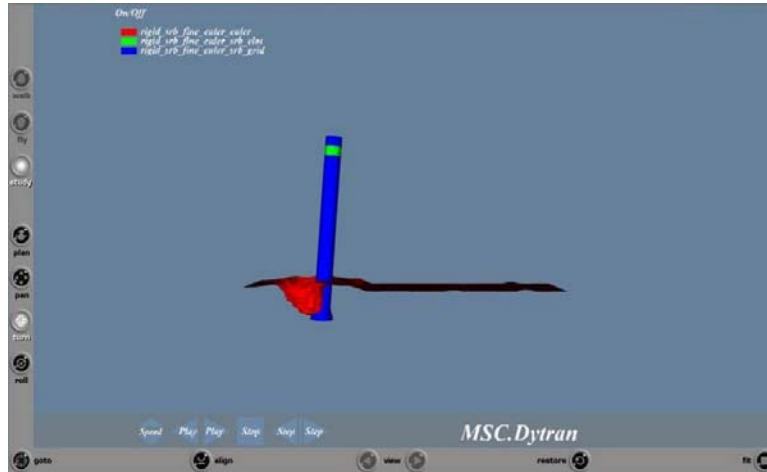 On/Off
rigid_srb_fine_euler_euler
rigid_srb_fine_euler_srb_elm
rigid_srb_fine_euler_srb_grid
walk
fly
study
plan
pan
turn
roll
Speed Play Play Stop Step Step
MSC.Dytran
goto align view restore fit